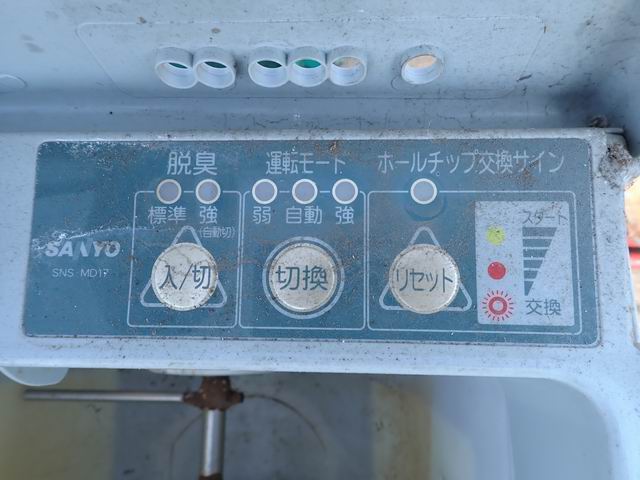 脱臭
標準 強
(自動切)
入/切
運転モード
弱 自動 強
切換
ホールチップ交換サイン
リセット
スタート
交換
SANYO
SNS MD17